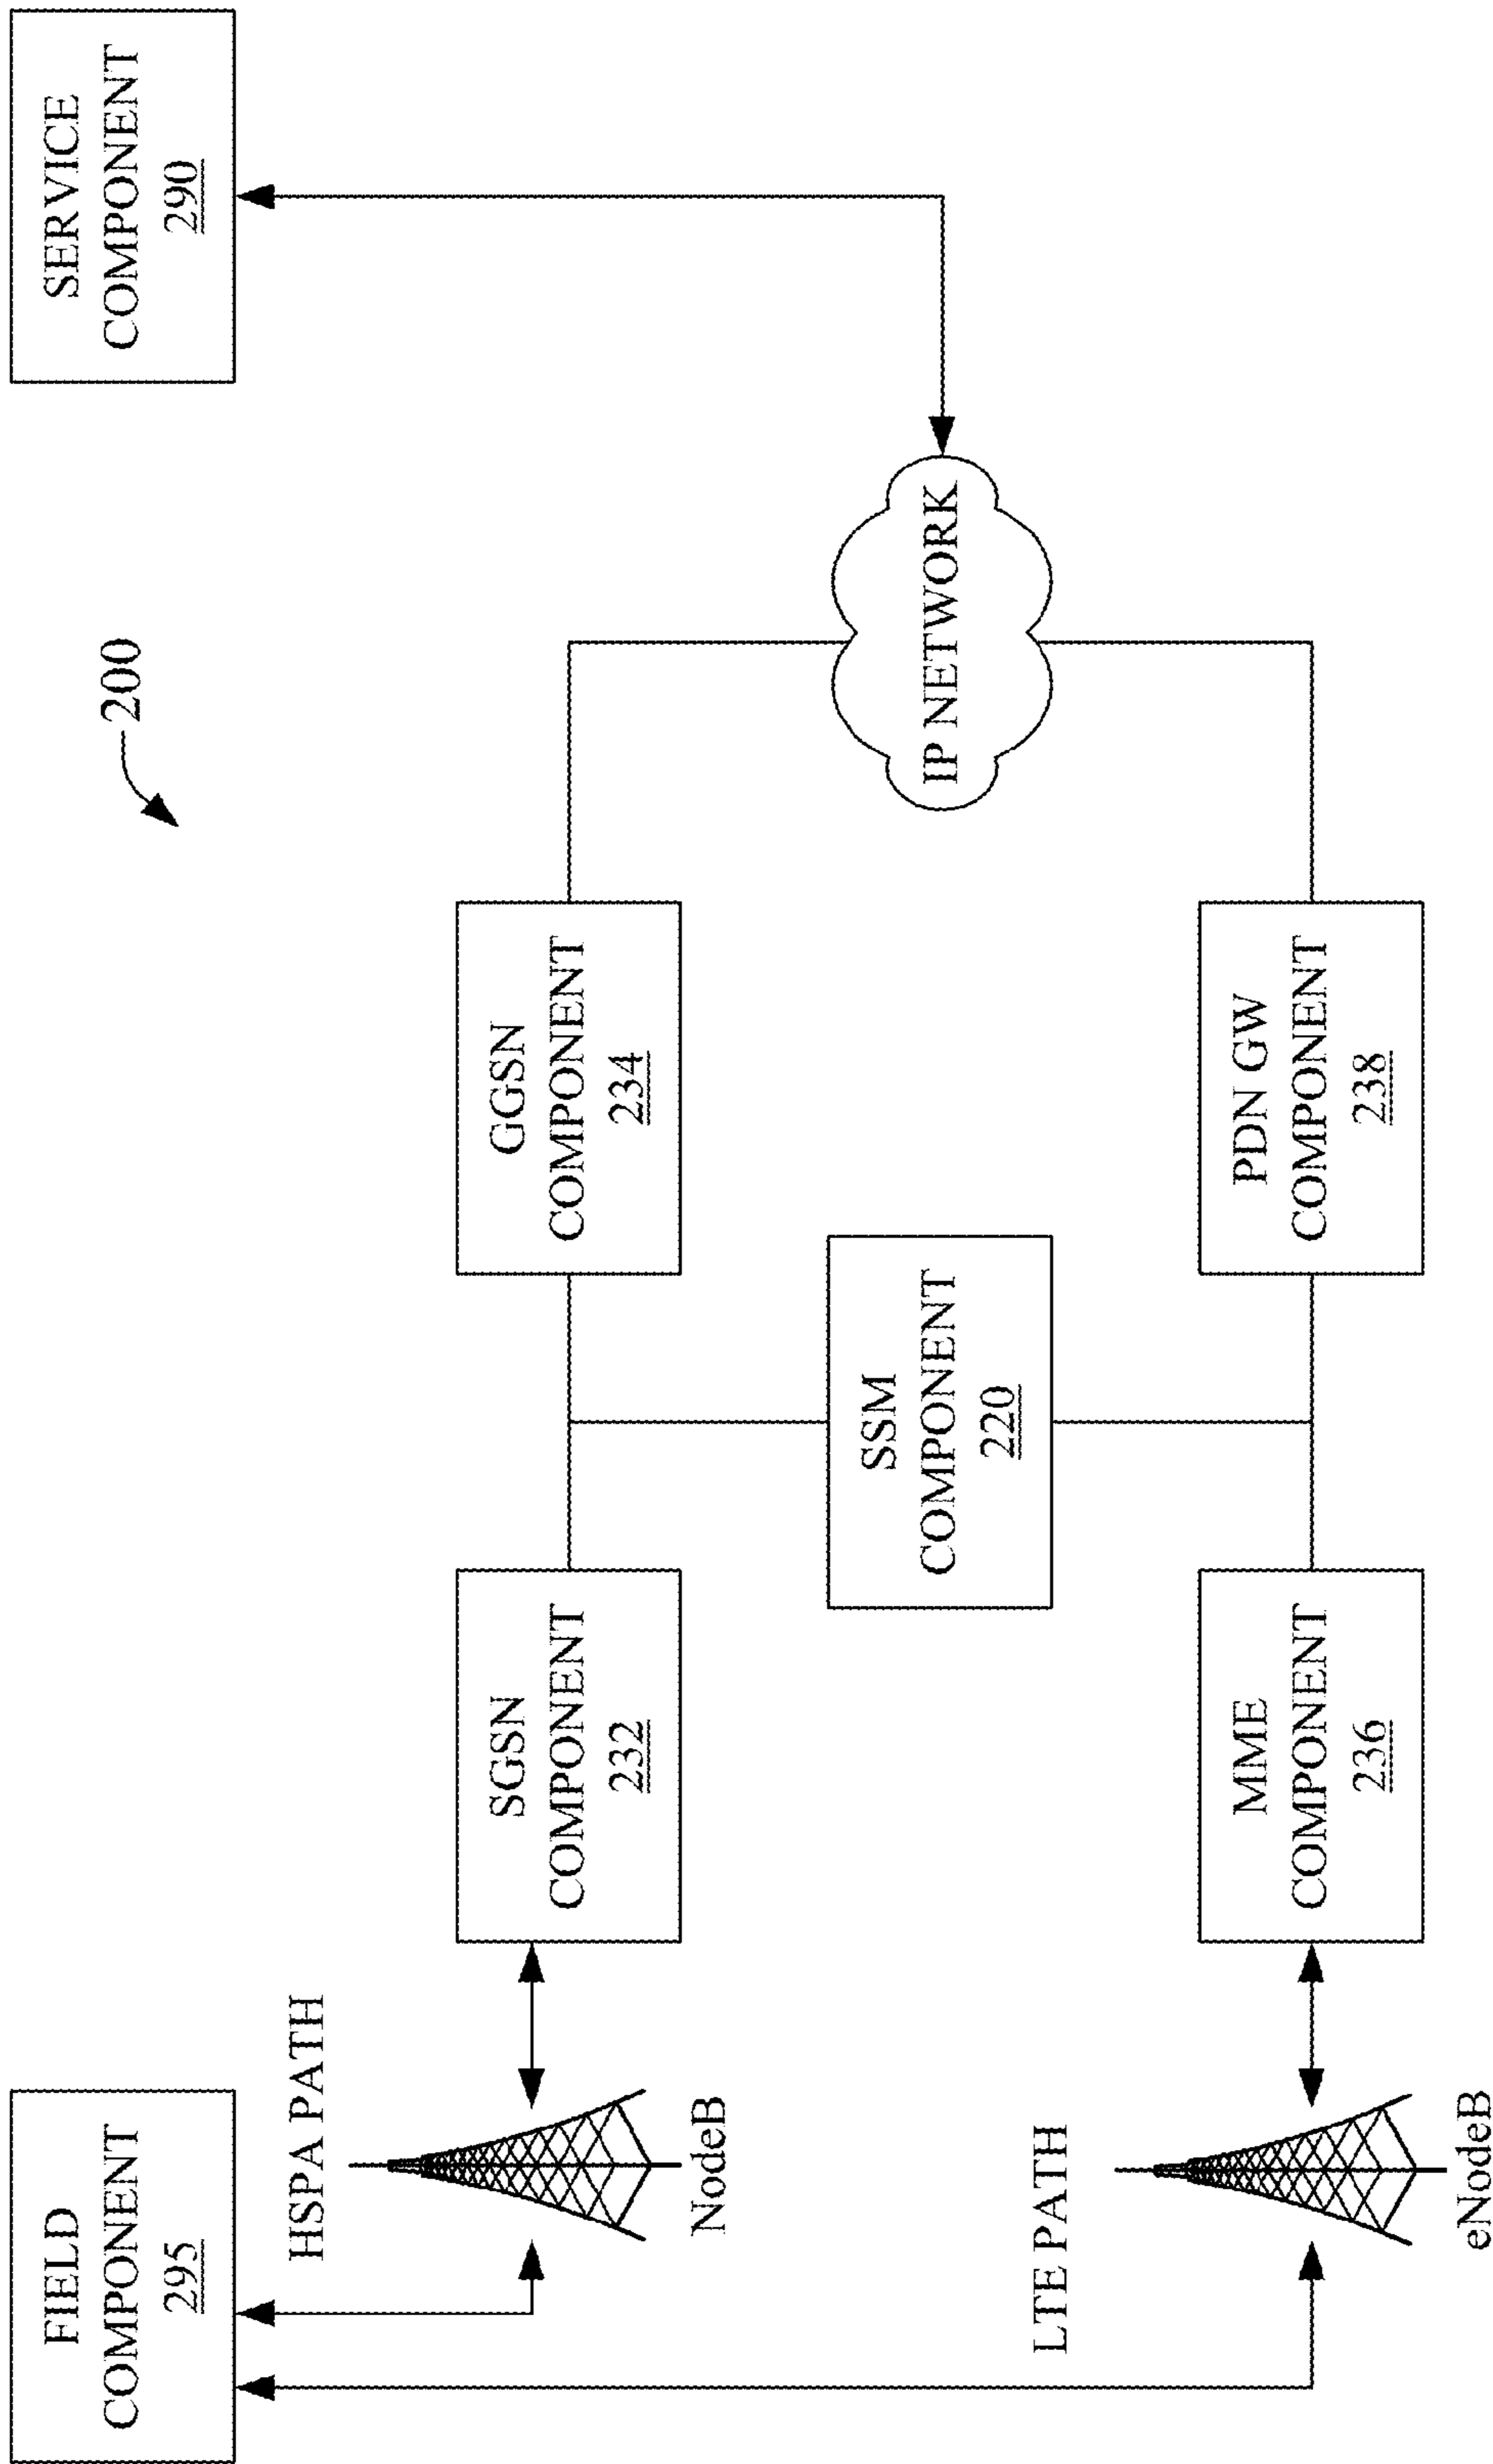 200
FIELD
COMPONENT
295
SERVICE
COMPONENT
290
HSPA PATH
NodeB
SGSN
COMPONENT
232
GGSN
COMPONENT
234
SSM
COMPONENT
220
IP NETWORK
LTE PATH
eNodeB
MME
COMPONENT
236
PDN GW
COMPONENT
238